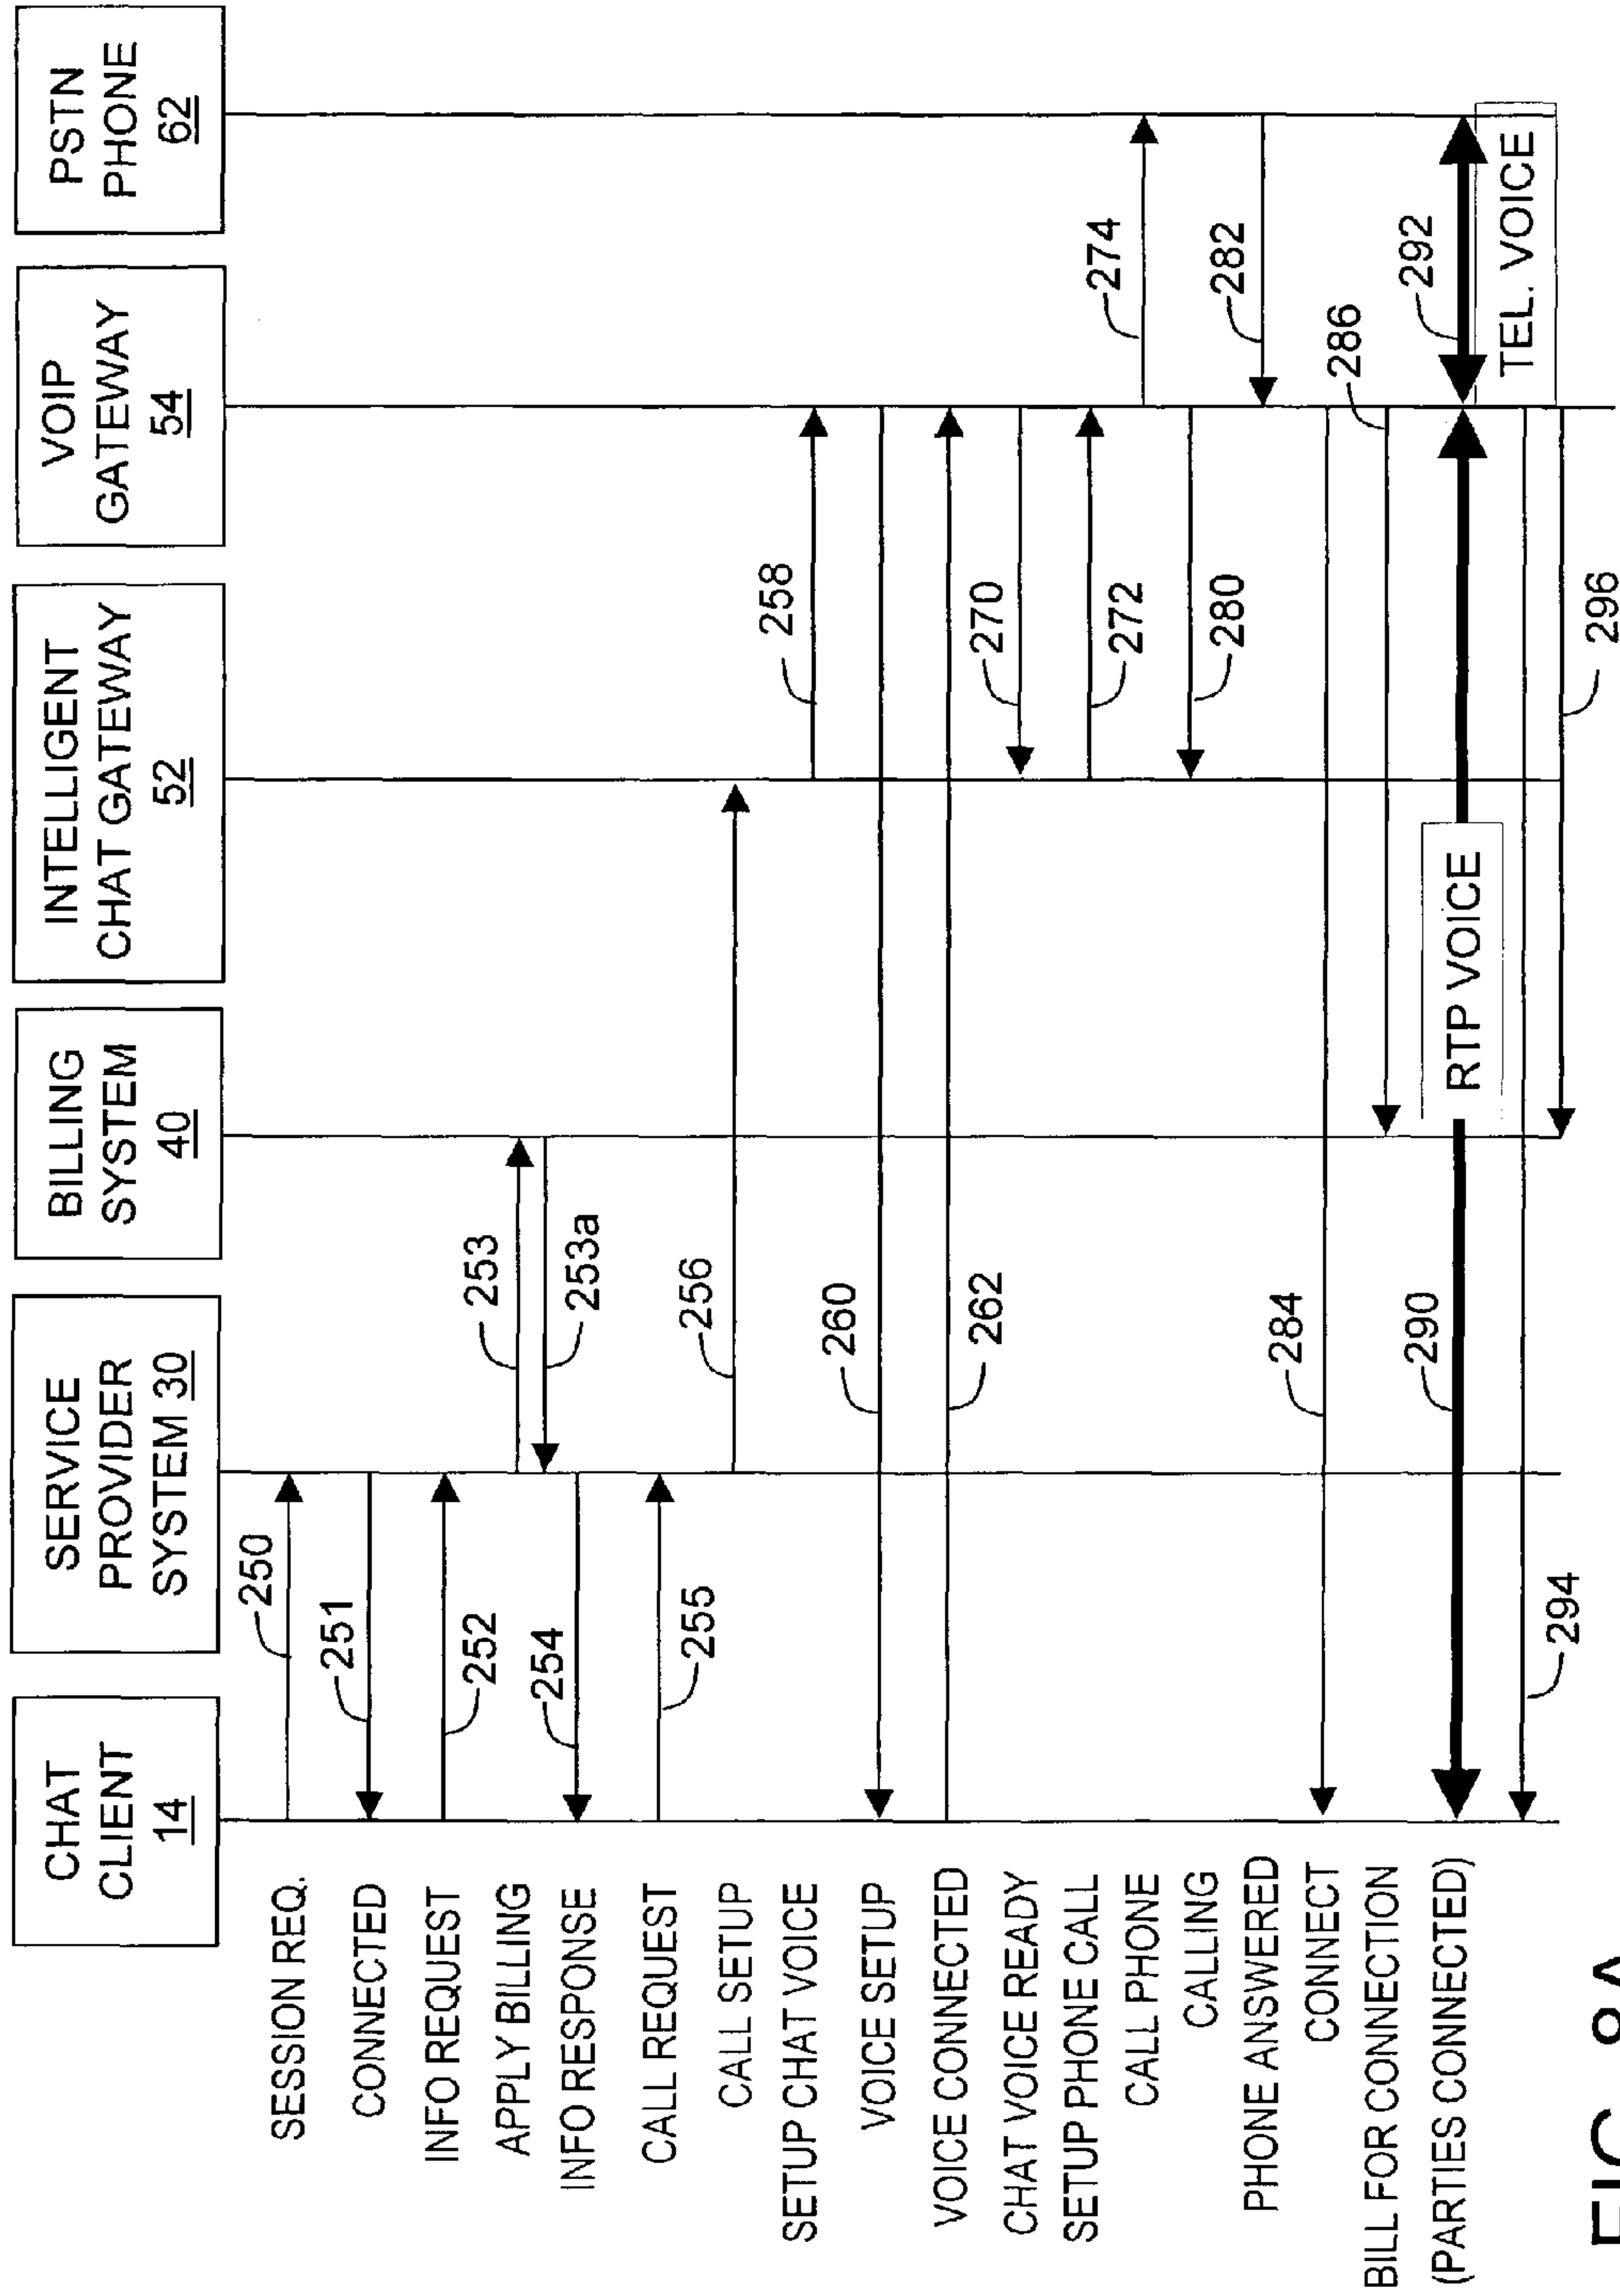 CHAT
CLIENT
14
SERVICE
PROVIDER
SYSTEM 30
BILLING
SYSTEM
40
INTELLIGENT
CHAT GATEWAY
52
VOIP
GATEWAY
54
PSTN
PHONE
62
SESSION REQ.
250
CONNECTED
251
INFO REQUEST
252
APPLY BILLING
253
253a
INFO RESPONSE
254
CALL REQUEST
255
CALL SETUP
256
SETUP CHAT VOICE
258
VOICE SETUP
260
VOICE CONNECTED
262
CHAT VOICE READY
270
SETUP PHONE CALL
272
CALL PHONE
274
CALLING
280
PHONE ANSWERED
282
CONNECT
284
BILL FOR CONNECTION
286
(PARTIES CONNECTED)
290
RTP VOICE
292
TEL. VOICE
294
296
FIG. 8A